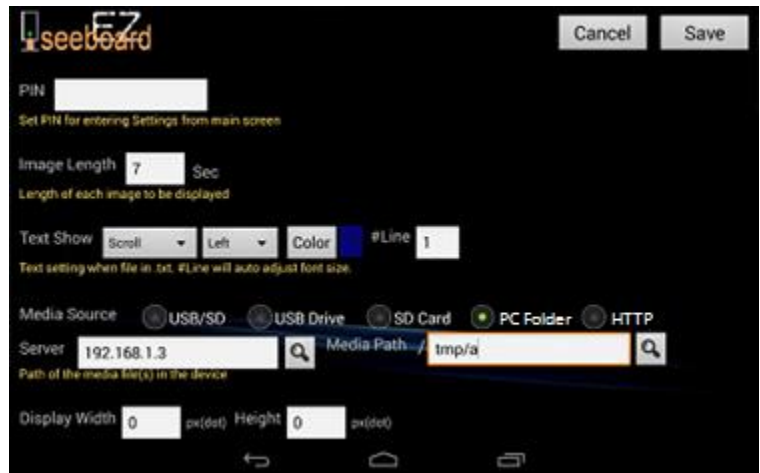 EZ
seeboard
Cancel Save
PIN
Set PIN for entering Settings from main screen
Image Length 7 Sec
Length of each image to be displayed
Text Show Scroll Left Color #Line 1
Text setting when file in .txt. #Line will auto adjust font size.
Media Source USB/SD USB Drive SD Card PC Folder HTTP
Server 192.168.1.3 Media Path / tmp/a
Path of the media file(s) in the device
Display Width 0 px(dot) Height 0 px(dot)